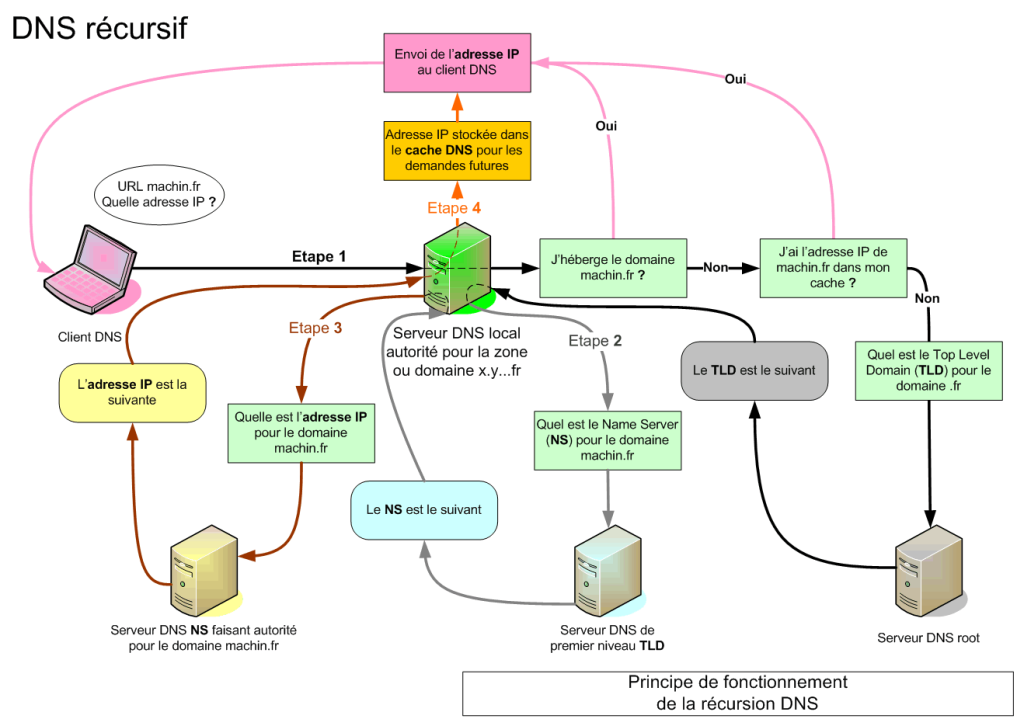 DNS récursif
Envoi de l'adresse IP
au client DNS
Oui
Oui
Adresse IP stockée dans
le cache DNS pour les
demandes futures
URL machin.fr
Quelle adresse IP ?
Etape 4
Etape 1
J'héberge le domaine
machin.fr ?
Non
J'ai l'adresse IP de
machin.fr dans mon
cache ?
Non
Client DNS
Etape 3
Serveur DNS local
autorité pour la zone
ou domaine x.y...fr
Etape 2
Quel est le Top Level
Domain (TLD) pour le
domaine .fr
Le TLD est le suivant
L'adresse IP est la
suivante
Quelle est l'adresse IP
pour le domaine
machin.fr
Quel est le Name Server
(NS) pour le domaine
machin.fr
Le NS est le suivant
Serveur DNS NS faisant autorité
pour le domaine machin.fr
Serveur DNS de
premier niveau TLD
Serveur DNS root
Principe de fonctionnement
de la récursion DNS